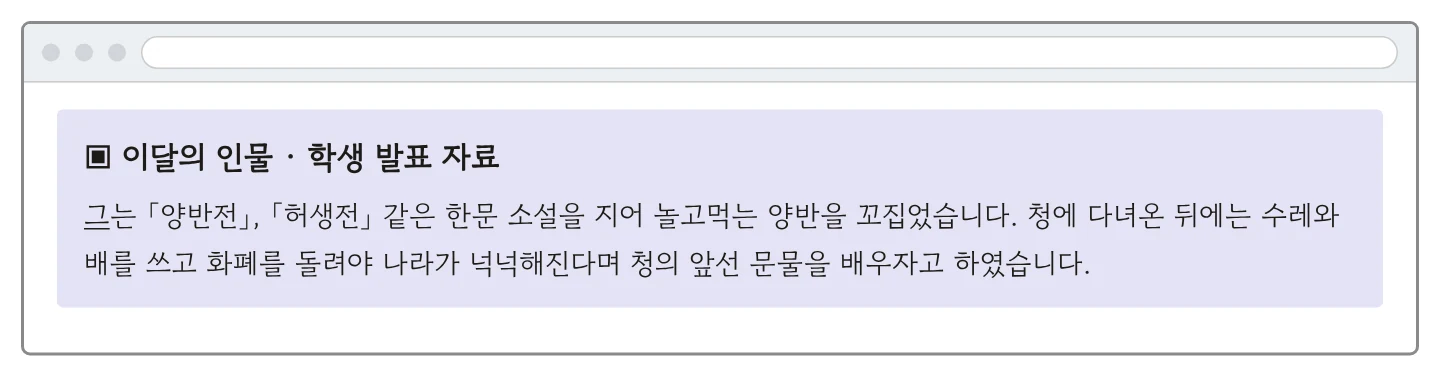 ▣ 이달의 인물 · 학생 발표 자료
그는 「양반전」, 「허생전」 같은 한문 소설을 지어 놀고먹는 양반을 꼬집었습니다. 청에 다녀온 뒤에는 수레와
배를 쓰고 화폐를 돌려야 나라가 넉넉해진다며 청의 앞선 문물을 배우자고 하였습니다.